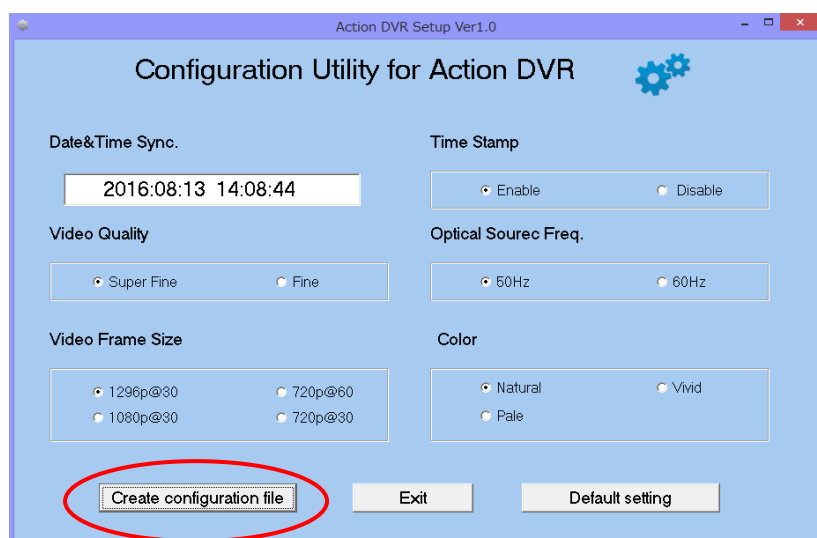 Action DVR Setup Ver1.0
Configuration Utility for Action DVR
Date&Time Sync.
2016:08:13 14:08:44
Time Stamp
Enable Disable
Video Quality
Super Fine Fine
Optical Sourec Freq.
50Hz 60Hz
Video Frame Size
1296p@30 720p@60
1080p@30 720p@30
Color
Natural Vivid
Pale
Create configuration file Exit Default setting